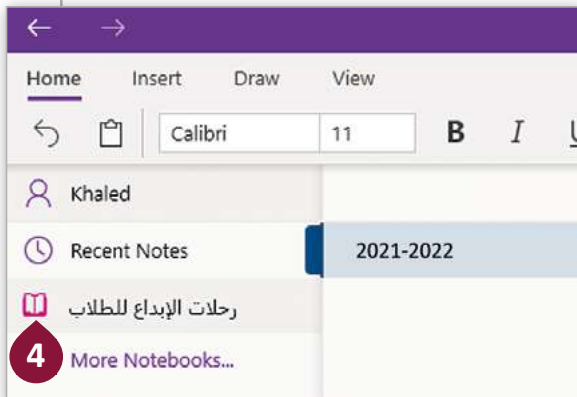 Home Insert Draw View
Calibri 11 B I U
Khaled
Recent Notes 2021-2022
رحلات الإبداع للطلاب
4 More Notebooks...